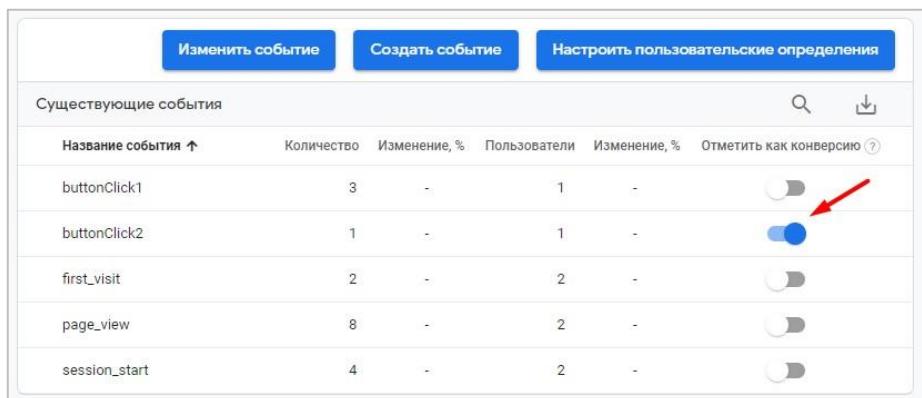 Изменить событие Создать событие Настроить пользовательские определения
Существующие события
Название события ↑ Количество Изменение, % Пользователи Изменение, % Отметить как конверсию ?
buttonClick1 3 - 1 -
buttonClick2 1 - 1 -
first_visit 2 - 2 -
page_view 8 - 2 -
session_start 4 - 2 -